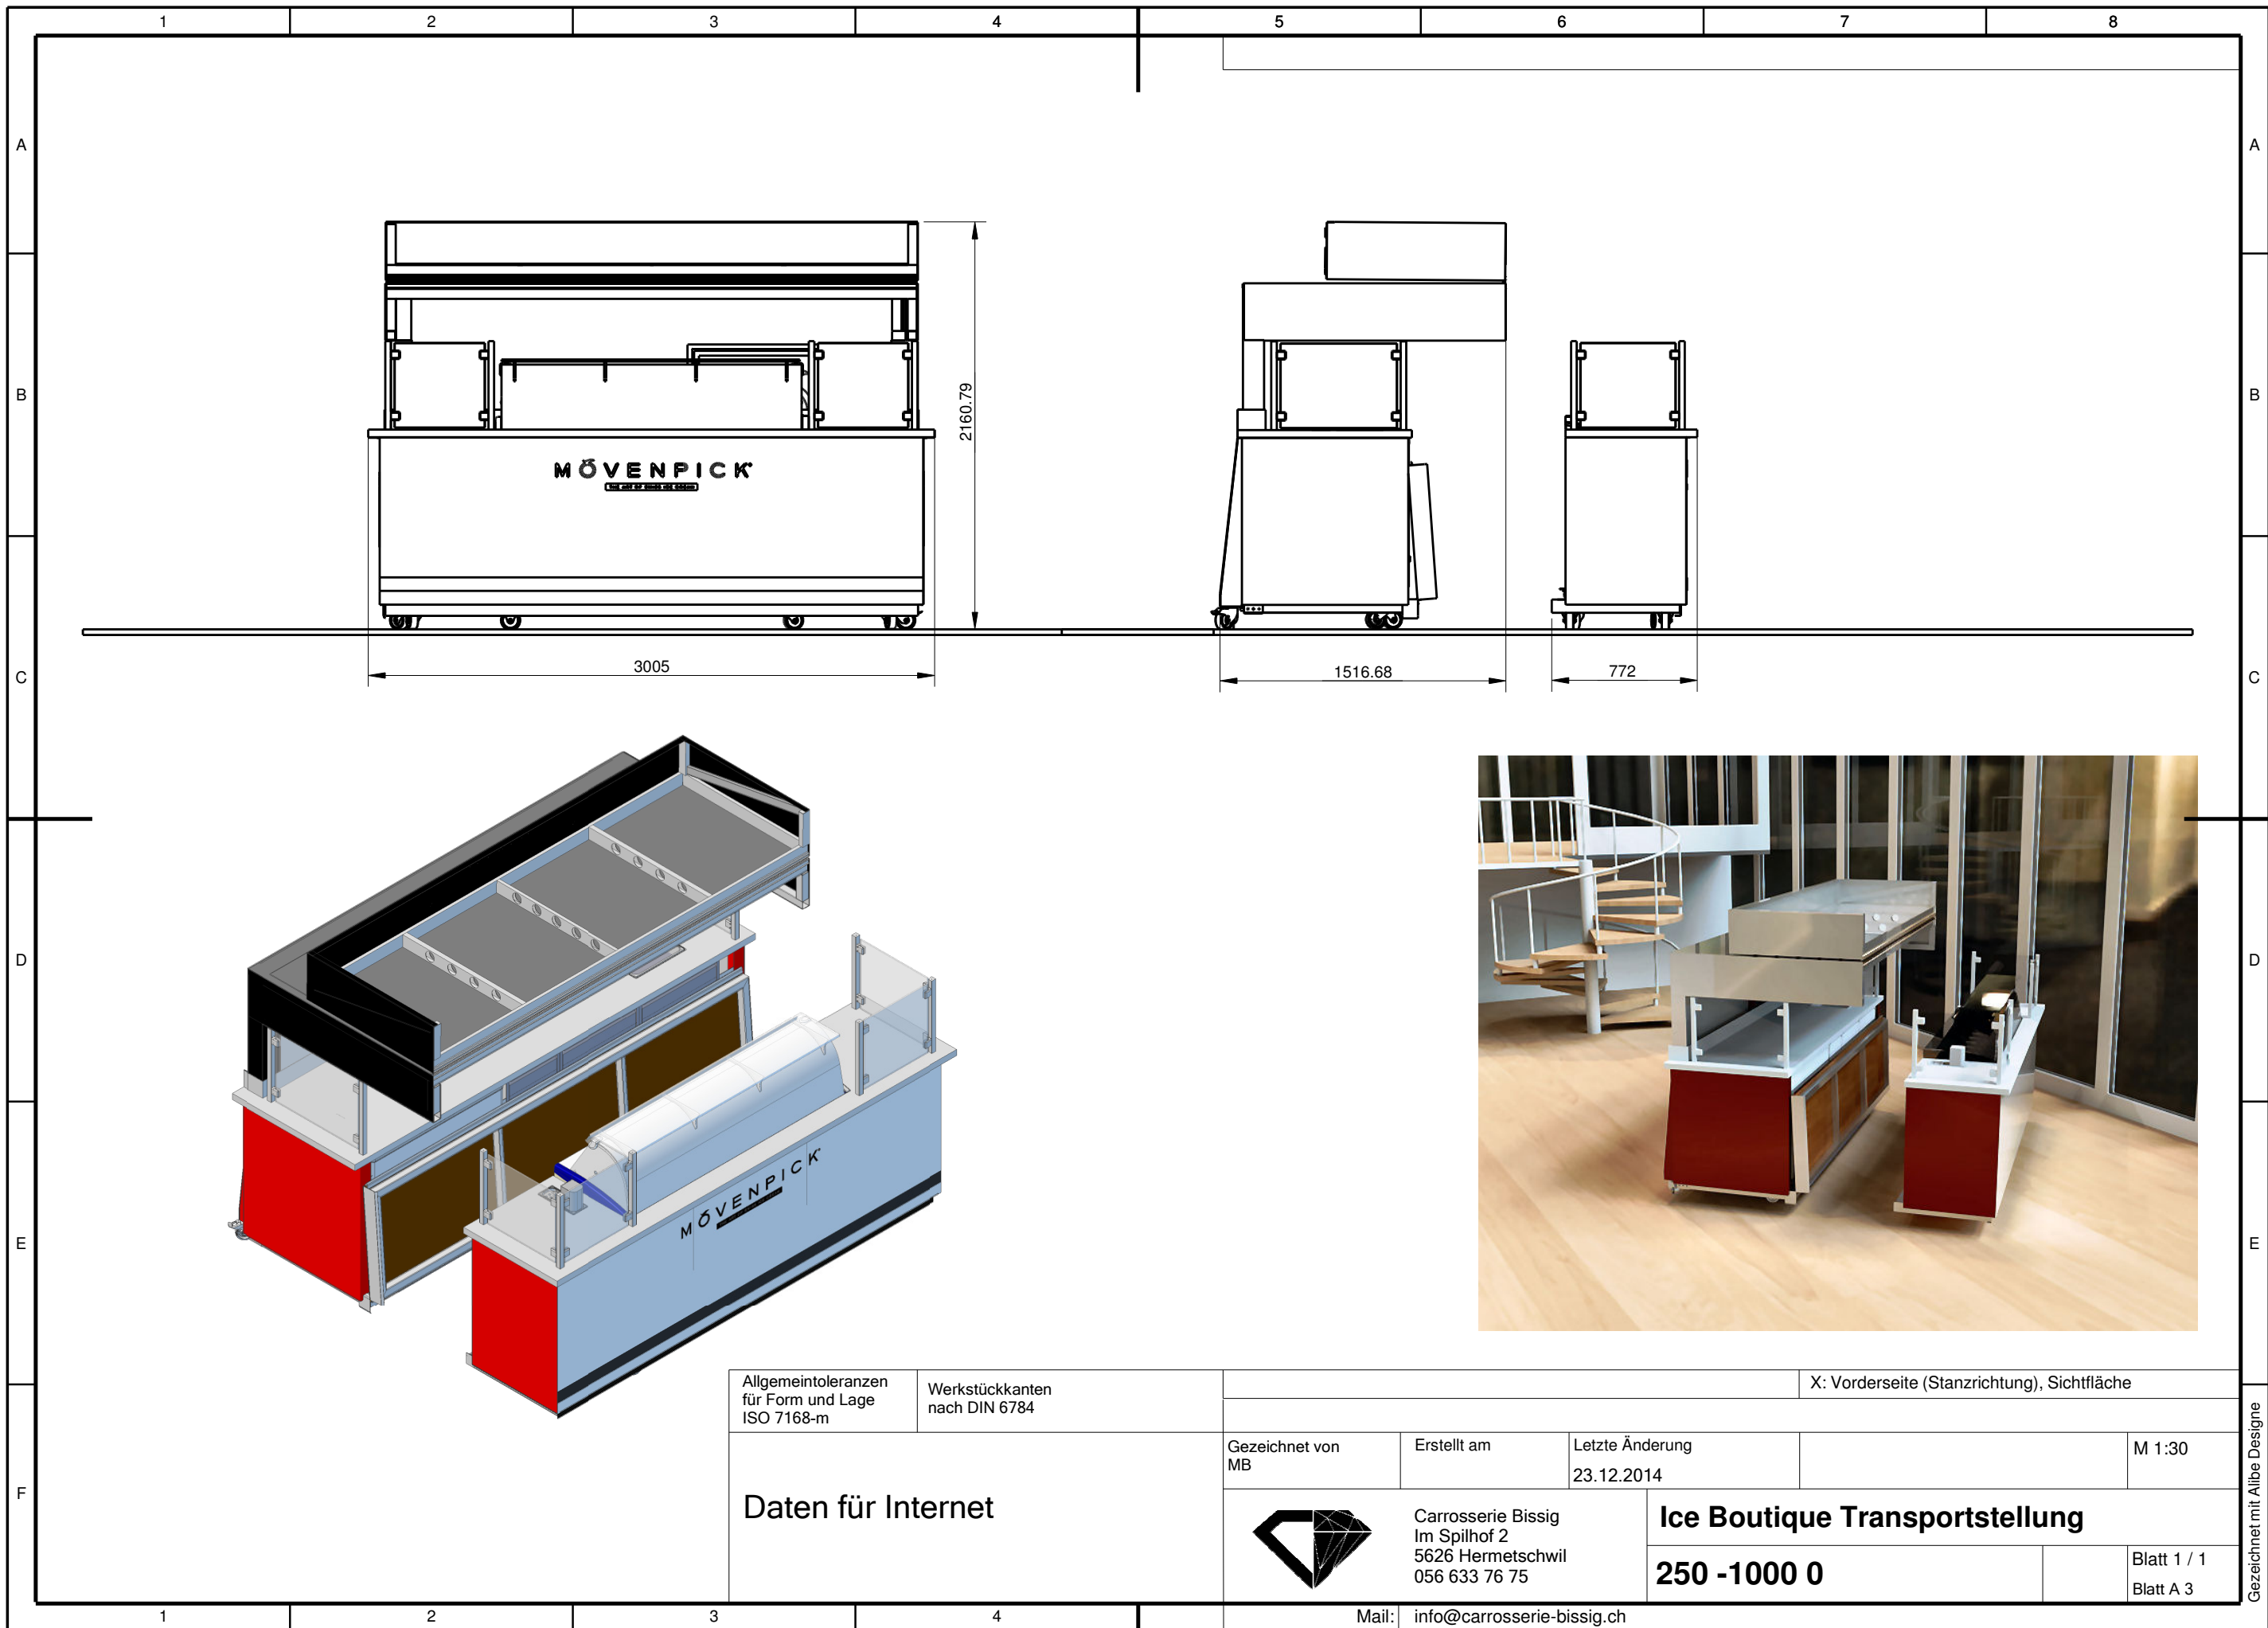 1 2 3 4 5 6 7 8
A A
B B
C C
D D
E E
F
2160.79
MÖVENPICK
3005
1516.68
772
MÖVENPICK
Allgemeintoleranzen
für Form und Lage
ISO 7168-m
Werkstückkanten
nach DIN 6784
X: Vorderseite (Stanzrichtung), Sichtfläche
Daten für Internet
Gezeichnet von
MB
Erstellt am
Letzte Änderung
23.12.2014
M 1:30
Carrosserie Bissig
Im Spilhof 2
5626 Hermetschwil
056 633 76 75
Ice Boutique Transportstellung
250 -1000 0
Blatt 1 / 1
Blatt A 3
Gezeichnet mit Alibe Designe
1 2 3 4
Mail: info@carrosserie-bissig.ch